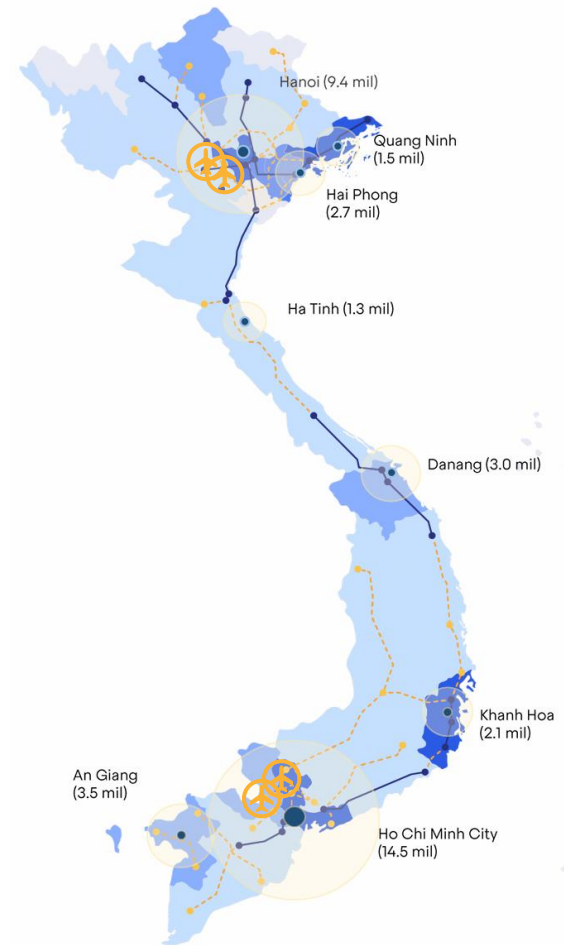 Hanoi (9.4 mil)
Quang Ninh
(1.5 mil)
Hai Phong
(2.7 mil)
Ha Tinh (1.3 mil)
Danang (3.0 mil)
Khanh Hoa
(2.1 mil)
An Giang
(3.5 mil)
Ho Chi Minh City
(14.5 mil)